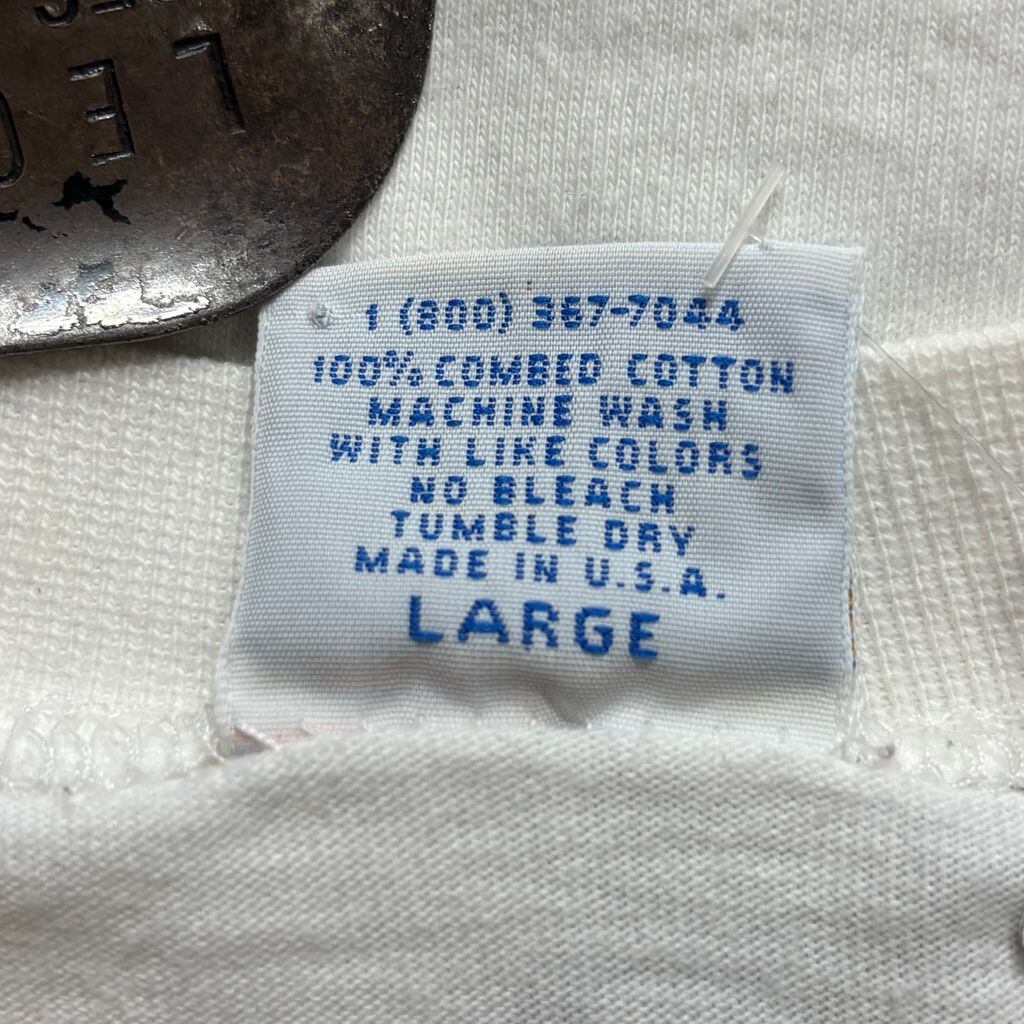 1 (800) 367-7044
100% COMBED COTTON
MACHINE WASH
WITH LIKE COLORS
NO BLEACH
TUMBLE DRY
MADE IN U.S.A.
LARGE